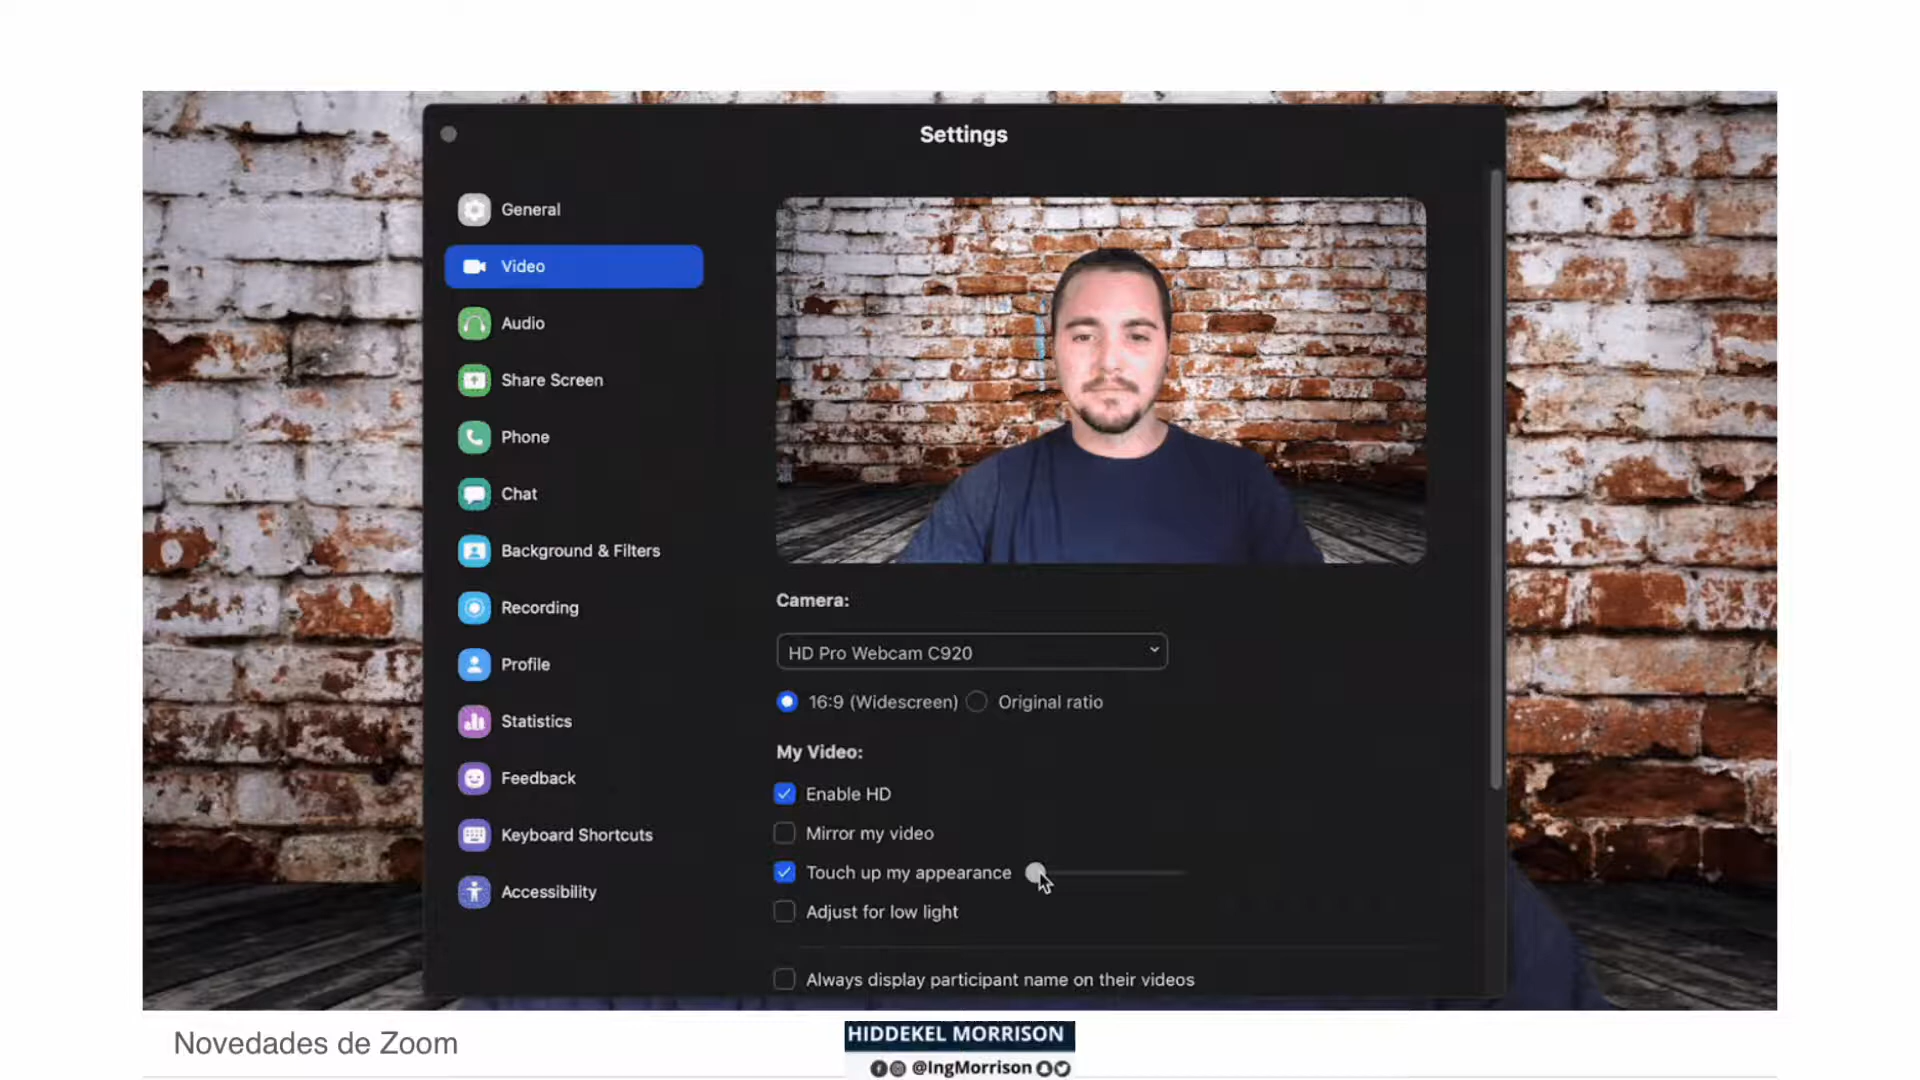 Settings
General
Video
Audio
Share Screen
Phone
Chat
Background & Filters
Recording
Profile
Statistics
Feedback
Keyboard Shortcuts
Accessibility
Camera:
HD Pro Webcam C920
16:9 (Widescreen) Original ratio
My Video:
Enable HD
Mirror my video
Touch up my appearance
Adjust for low light
Always display participant name on their videos
Novedades de Zoom
HIDDEKEL MORRISON
@IngMorrison